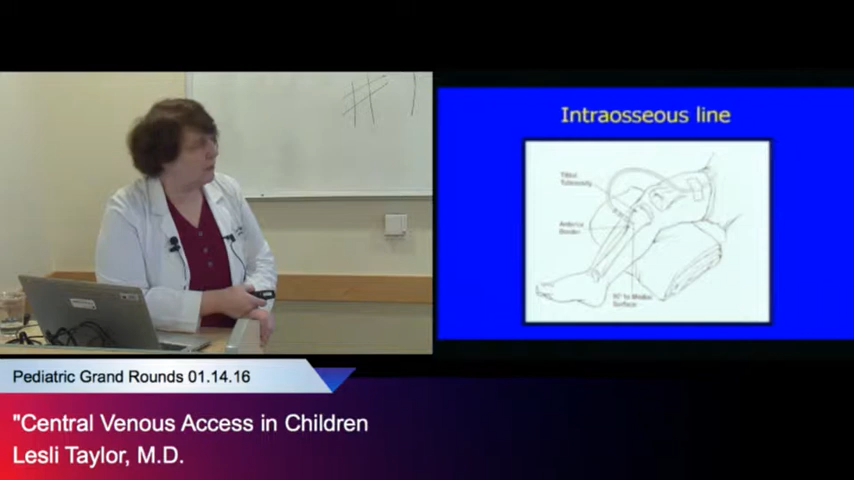 Intraosseous line
Tibial
Tuberosity
Anterior
Border
90° to Medial
Surface
Pediatric Grand Rounds 01.14.16
"Central Venous Access in Children
Lesli Taylor, M.D.